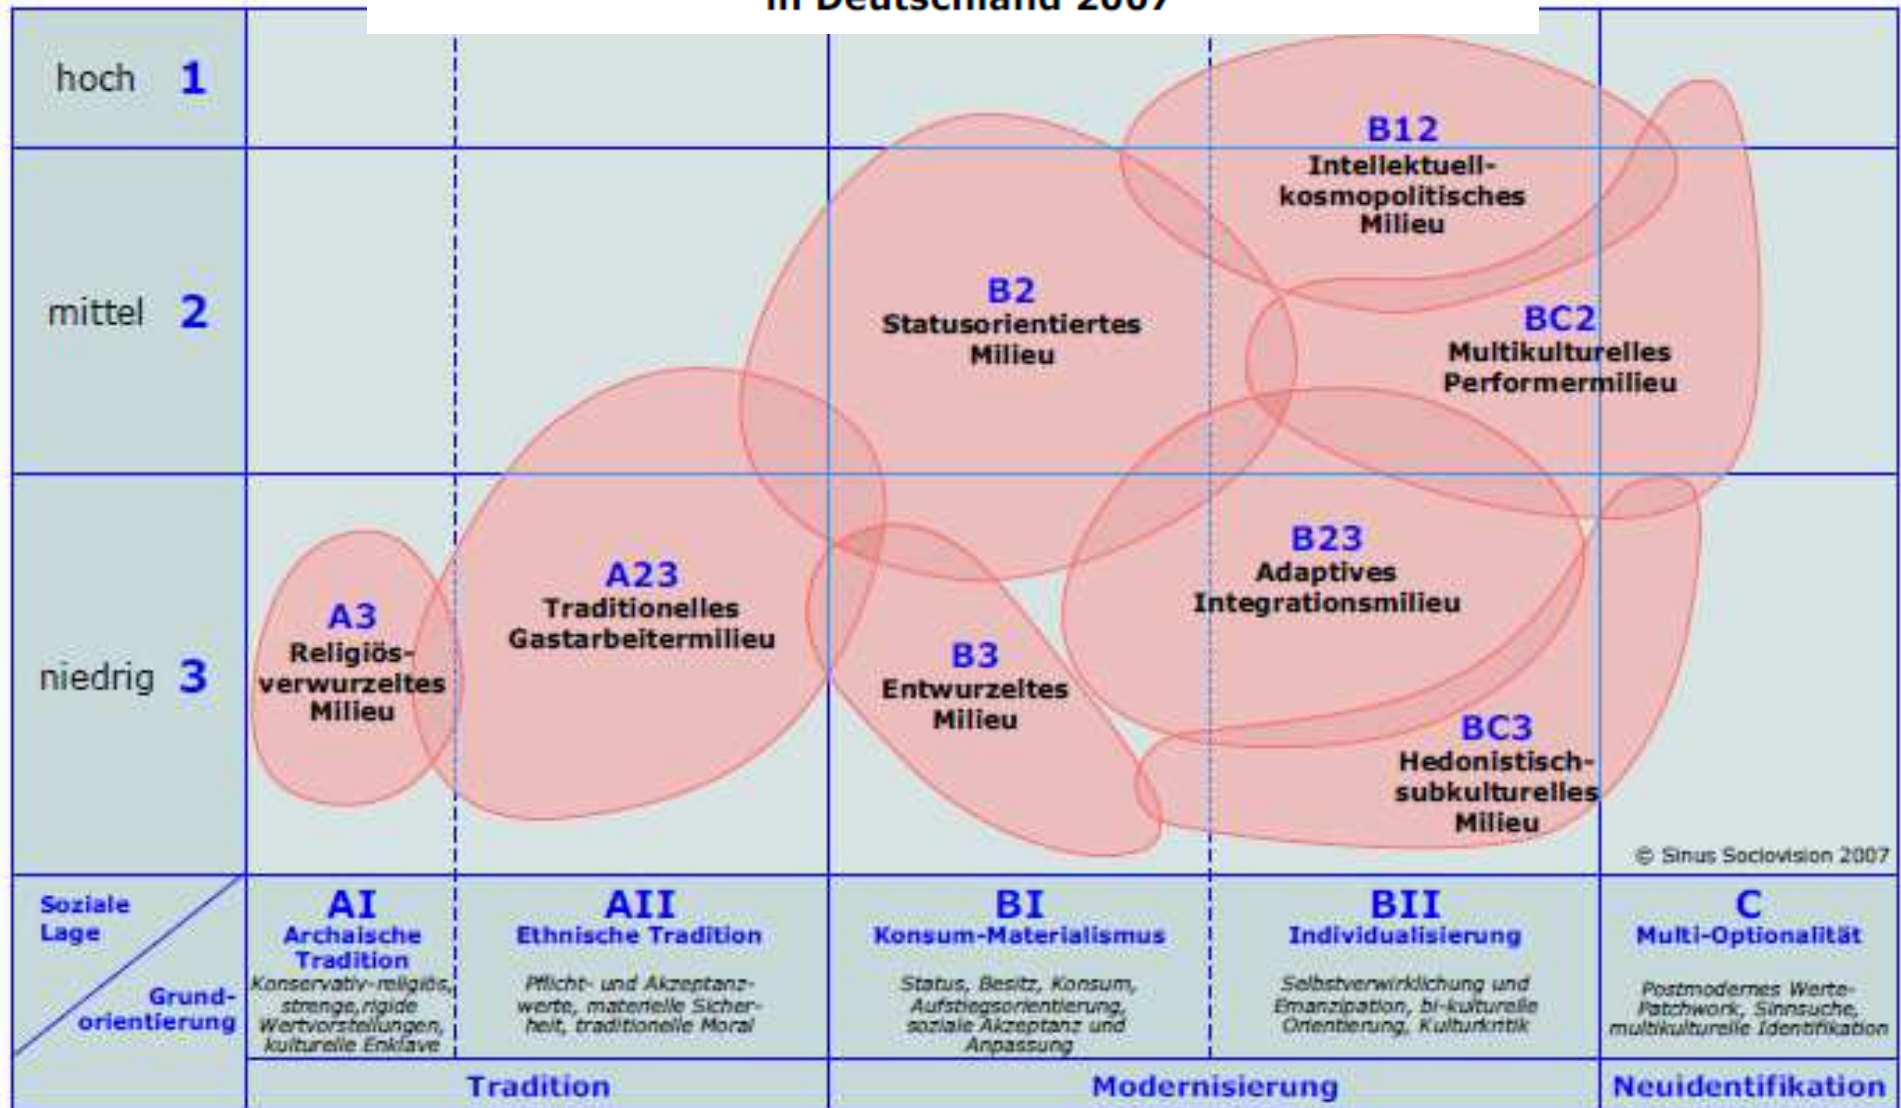 in Deutschland 2007
hoch 1
mittel 2
niedrig 3
B12
Intellektuell-
kosmopolitisches
Milieu
B2
Statusorientiertes
Milieu
BC2
Multikulturelles
Performermilieu
A3
Religiös-
verwurzeltes
Milieu
A23
Traditionelles
Gastarbeitermilieu
B3
Entwurzeltes
Milieu
B23
Adaptives
Integrationsmilieu
BC3
Hedonistisch-
subkulturelles
Milieu
© Sinus Sociovision 2007
Soziale
Lage
Grund-
orientierung
AI
Archaische
Tradition
Konservativ-religiös,
strenge,rigide
Wertvorstellungen,
kulturelle Enklave
AII
Ethnische Tradition
Pflicht- und Akzeptanz-
werte, materielle Sicher-
heit, traditionelle Moral
BI
Konsum-Materialismus
Status, Besitz, Konsum,
Aufstiegsorientierung,
soziale Akzeptanz und
Anpassung
BII
Individualisierung
Selbstverwirklichung und
Emanzipation, bi-kulturelle
Orientierung, Kulturkritik
C
Multi-Optionalität
Postmodernes Werte-
Patchwork, Sinnsuche,
multikulturelle Identifikation
Tradition
Modernisierung
Neuidentifikation